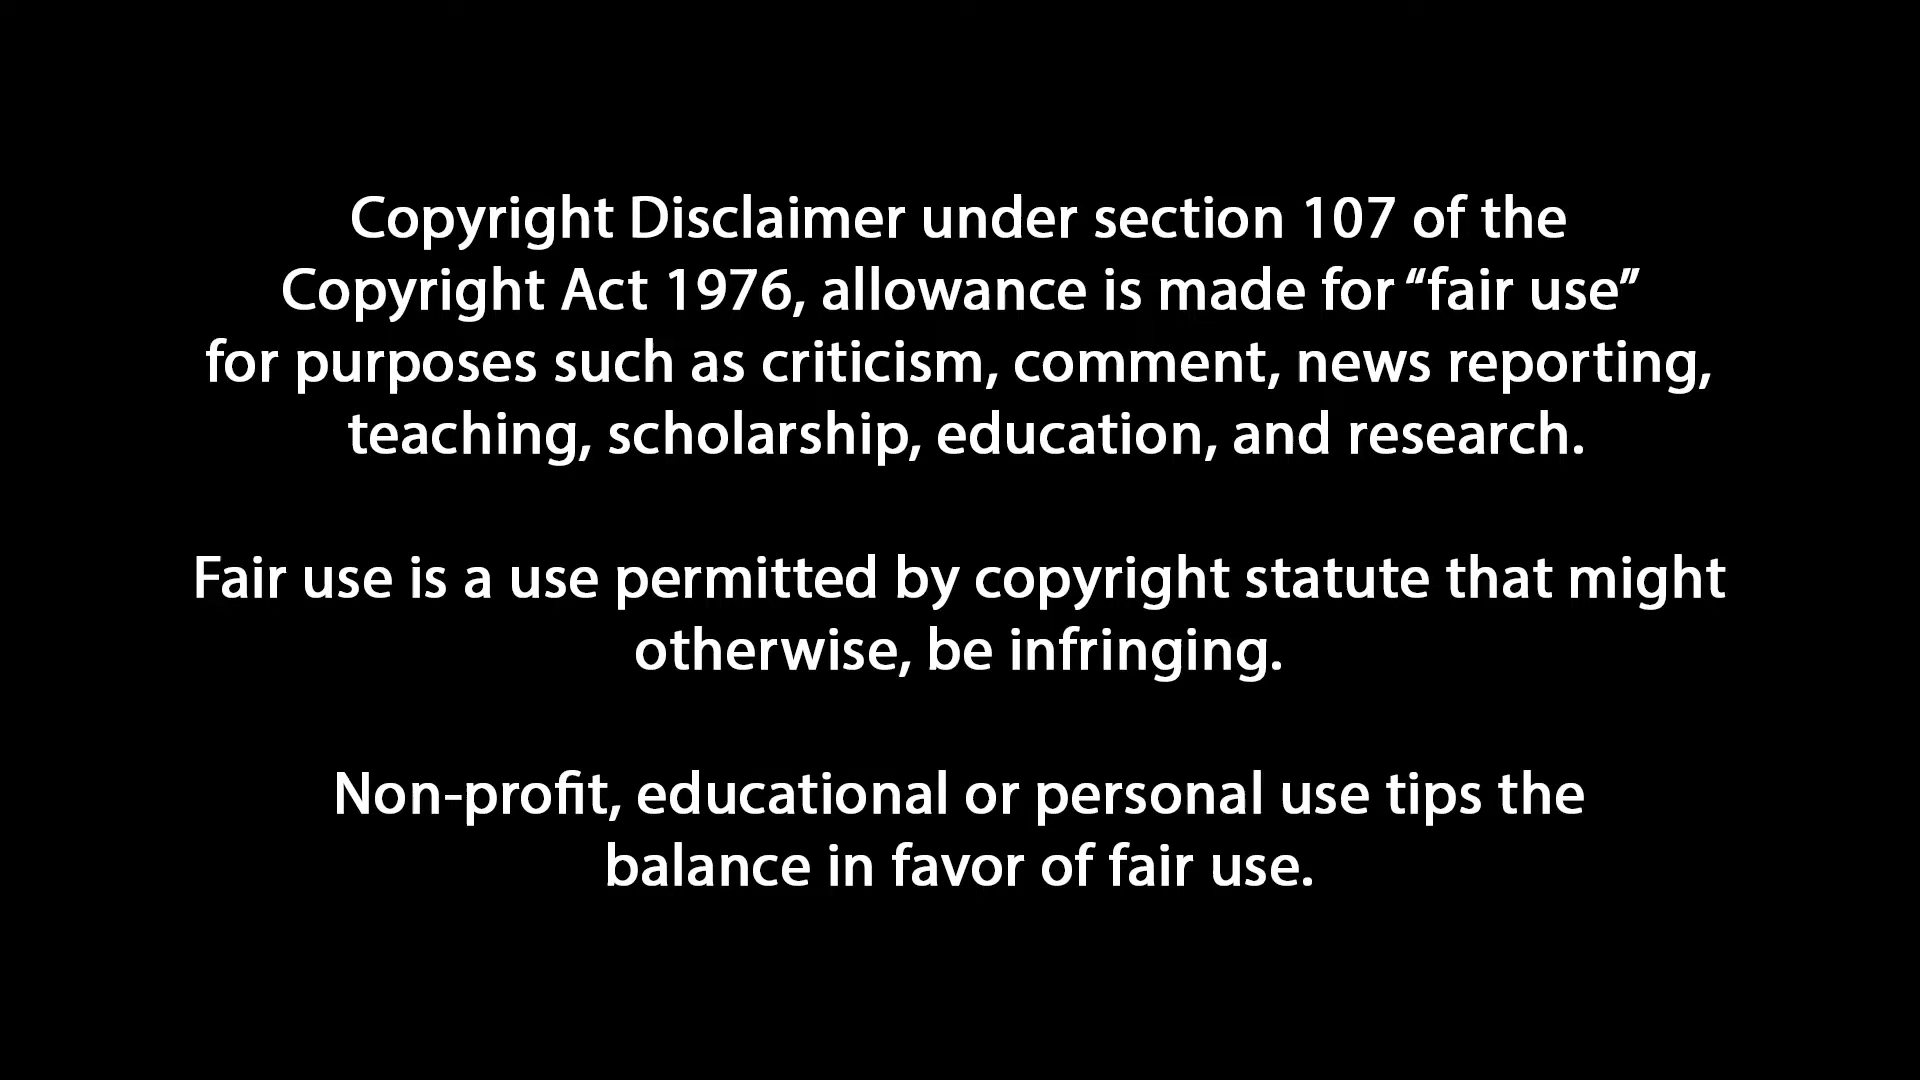 Copyright Disclaimer under section 107 of the
Copyright Act 1976, allowance is made for “fair use”
for purposes such as criticism, comment, news reporting,
teaching, scholarship, education, and research.
Fair use is a use permitted by copyright statute that might
otherwise, be infringing.
Non-profit, educational or personal use tips the
balance in favor of fair use.